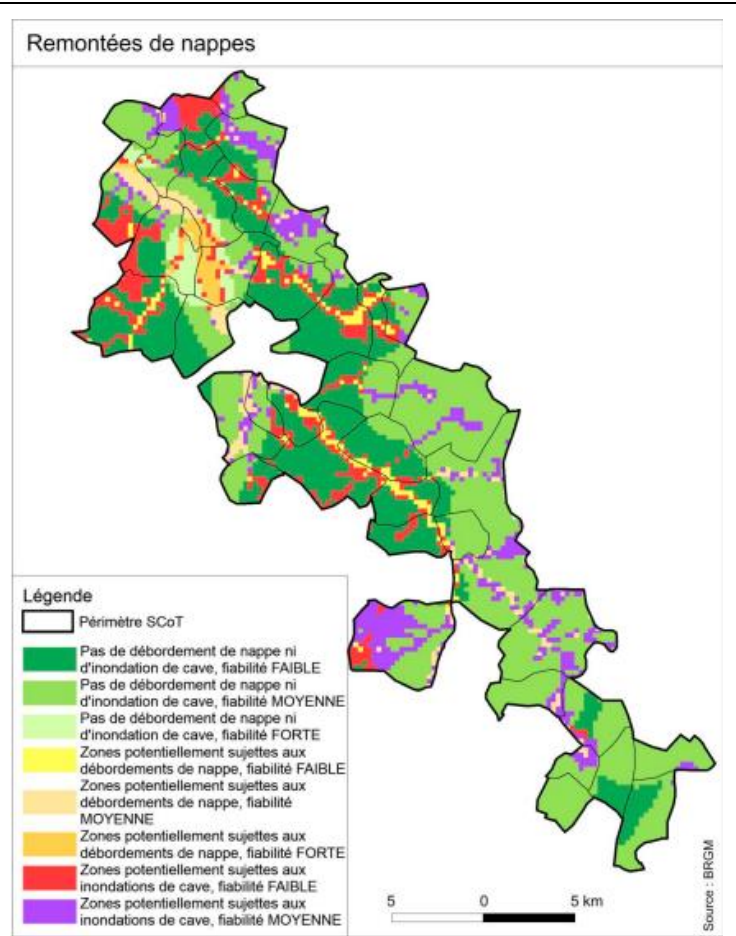 Remontées de nappes
Légende
Périmètre SCoT
Pas de débordement de nappe ni
d'inondation de cave, fiabilité FAIBLE
Pas de débordement de nappe ni
d'inondation de cave, fiabilité MOYENNE
Pas de débordement de nappe ni
d'inondation de cave, fiabilité FORTE
Zones potentiellement sujettes aux
débordements de nappe, fiabilité FAIBLE
Zones potentiellement sujettes aux
débordements de nappe, fiabilité
MOYENNE
Zones potentiellement sujettes aux
débordements de nappe, fiabilité FORTE
Zones potentiellement sujettes aux
inondations de cave, fiabilité FAIBLE
Zones potentiellement sujettes aux
inondations de cave, fiabilité MOYENNE
5 0 5 km
Source : BRGM